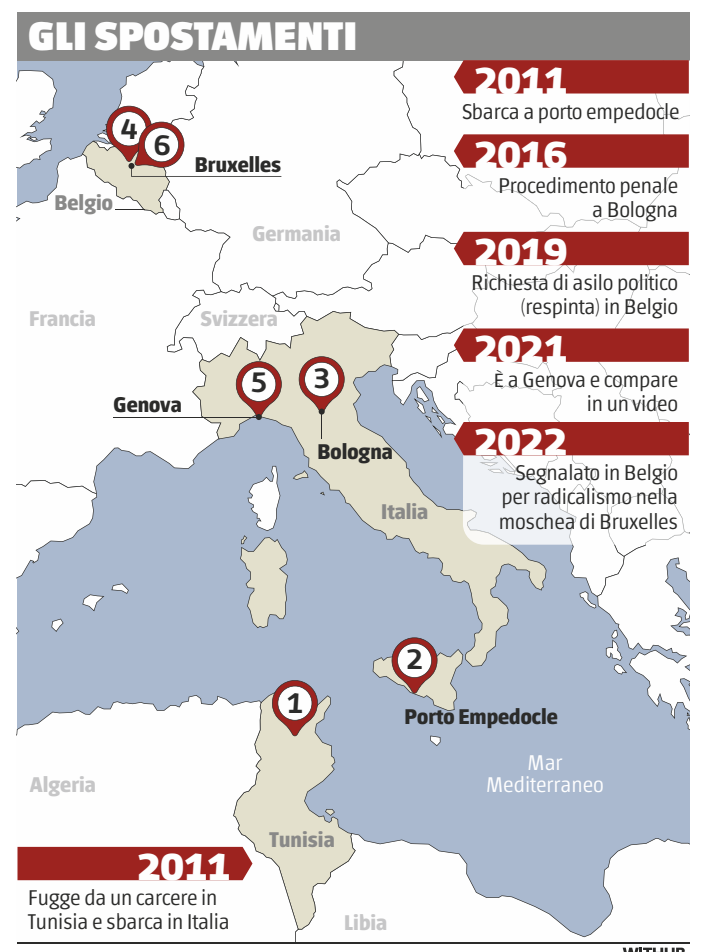 GLI SPOSTAMENTI
2011
Sbarca a porto empedocle
2016
Procedimento penale
a Bologna
2019
Richiesta di asilo politico
(respinta) in Belgio
2021
È a Genova e compare
in un video
2022
Segnalato in Belgio
per radicalismo nella
moschea di Bruxelles
4
6
Bruxelles
Belgio
Germania
Francia
Svizzera
5
3
Genova
Bologna
Italia
2
1
Porto Empedocle
Mar
Mediterraneo
Algeria
Tunisia
2011
Fugge da un carcere in
Tunisia e sbarca in Italia
Libia
WITHUB